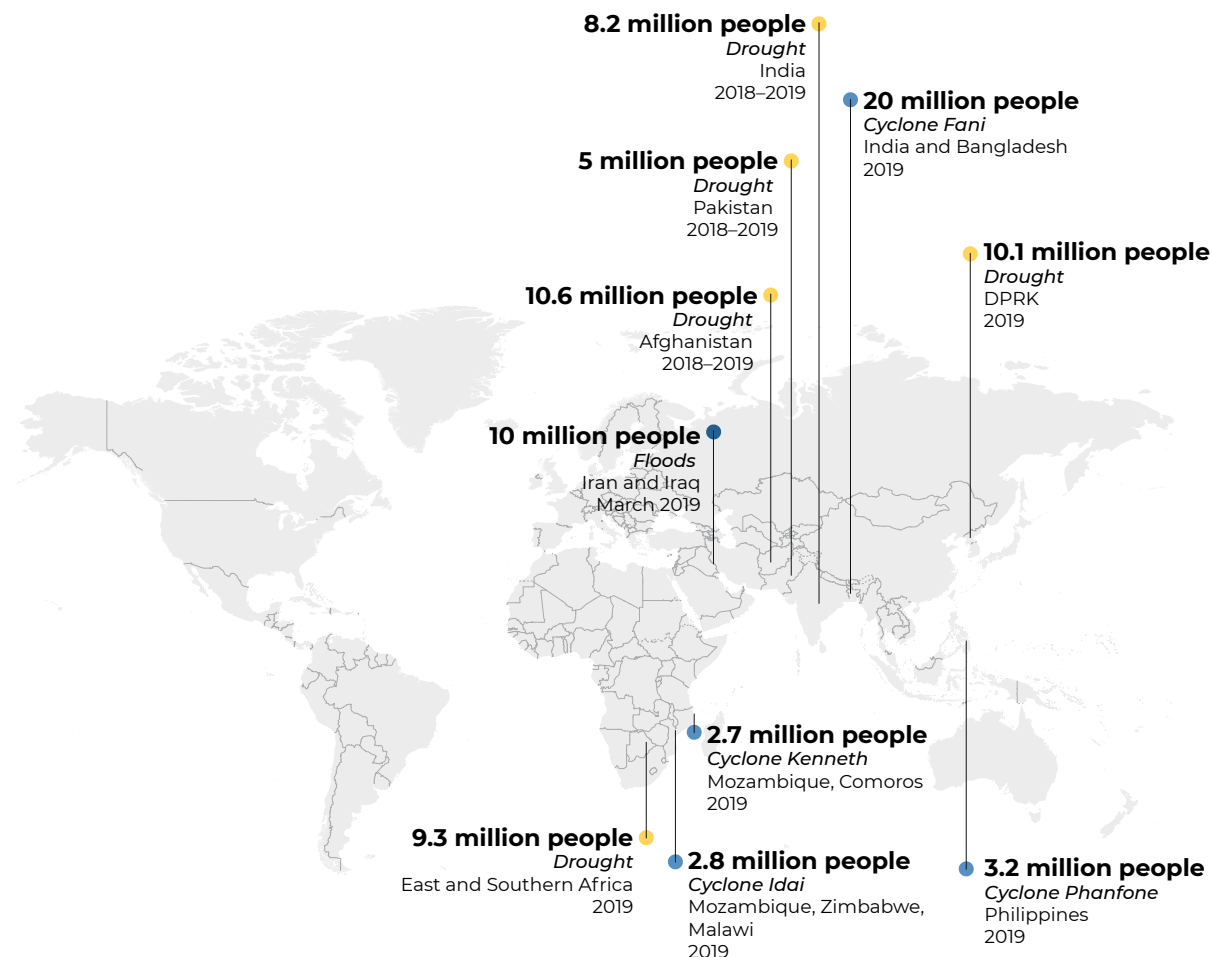 8.2 million people
Drought
India
2018–2019
20 million people
Cyclone Fani
India and Bangladesh
2019
5 million people
Drought
Pakistan
2018–2019
10.1 million people
Drought
DPRK
2019
10.6 million people
Drought
Afghanistan
2018–2019
10 million people
Floods
Iran and Iraq
March 2019
2.7 million people
Cyclone Kenneth
Mozambique, Comoros
2019
9.3 million people
Drought
East and Southern Africa
2019
2.8 million people
Cyclone Idai
Mozambique, Zimbabwe,
Malawi
2019
3.2 million people
Cyclone Phanfone
Philippines
2019